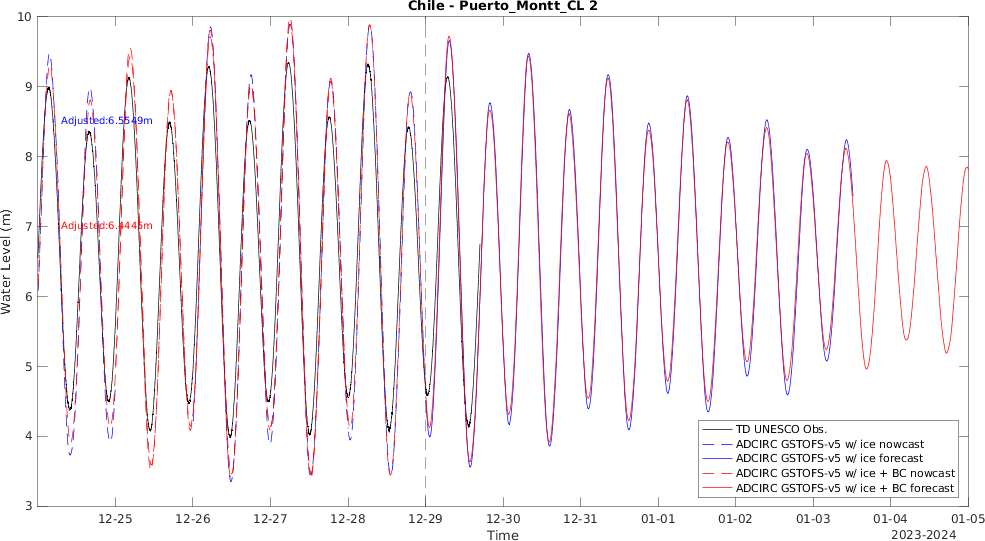 Chile - Puerto_Montt_CL 2
10
9
8
7
6
5
4
3
Water Level (m)
Adjusted:6.5549m
Adjusted:6.4445m
TD UNESCO Obs.
ADCIRC GSTOFS-v5 w/ ice nowcast
ADCIRC GSTOFS-v5 w/ ice forecast
ADCIRC GSTOFS-v5 w/ ice + BC nowcast
ADCIRC GSTOFS-v5 w/ ice + BC forecast
12-25 12-26 12-27 12-28 12-29 12-30 12-31 01-01 01-02 01-03 01-04 01-05
Time
2023-2024